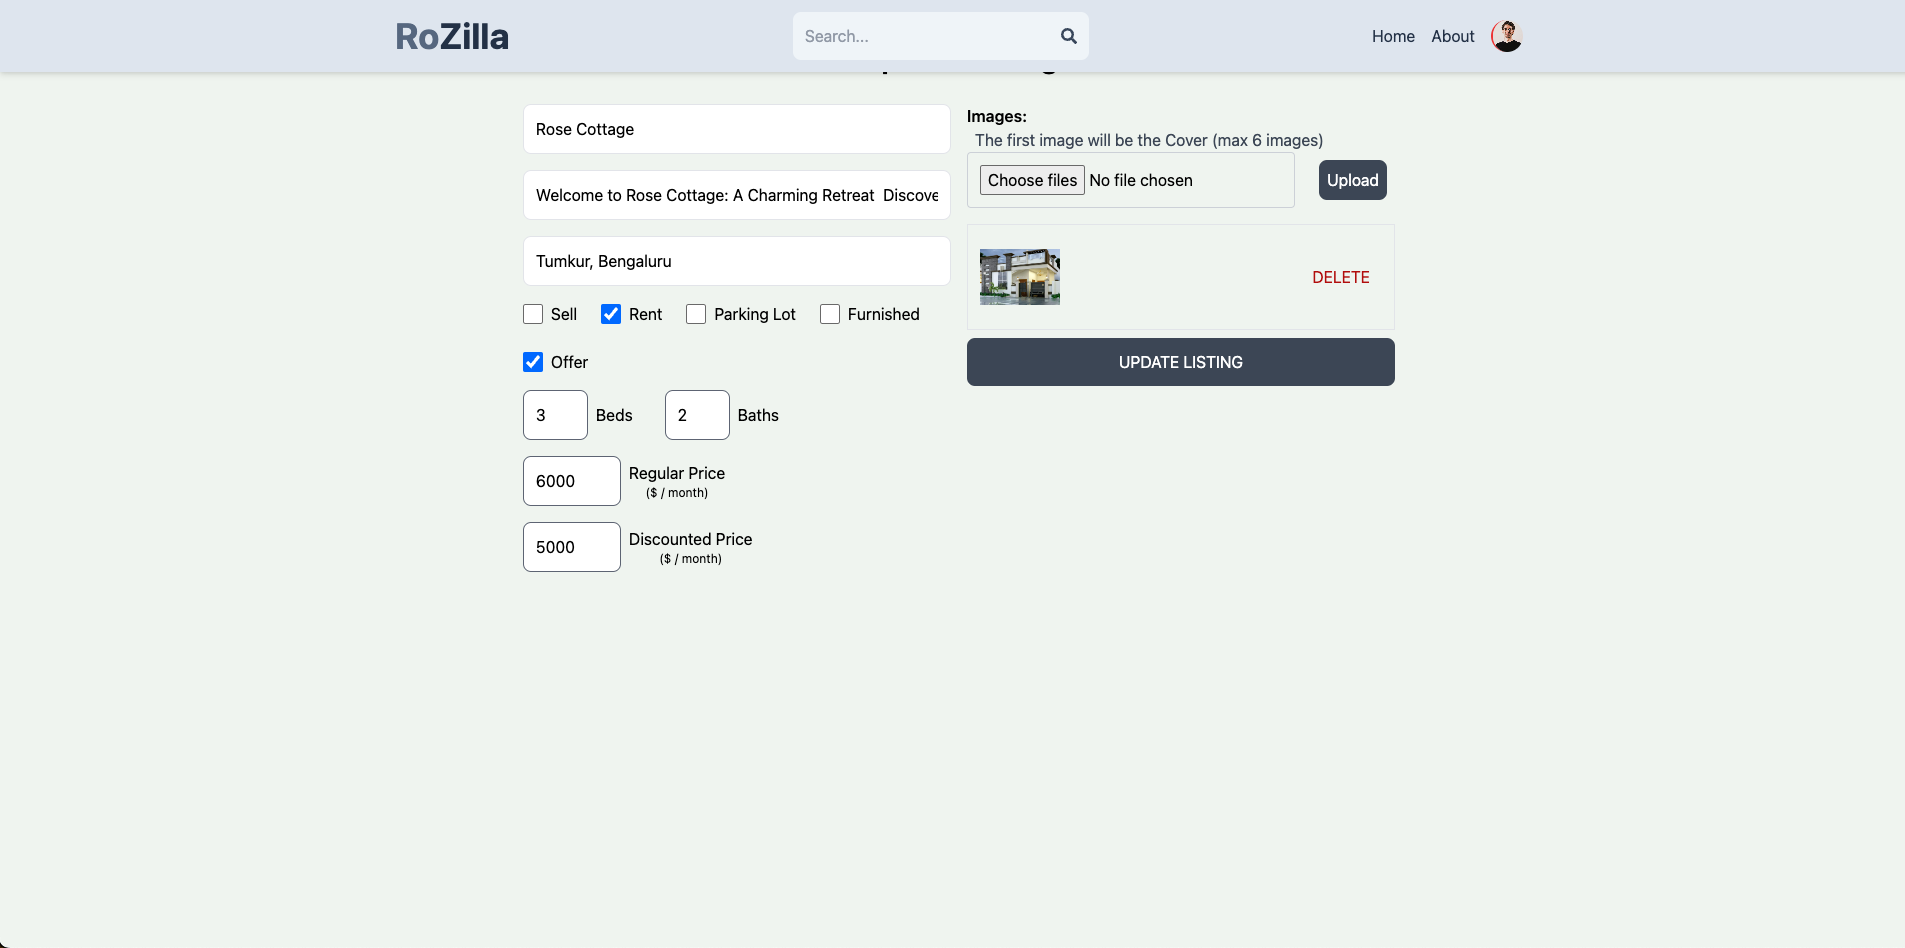 RoZilla
Search...
Home
About
Rose Cottage
Welcome to Rose Cottage: A Charming Retreat  Discove
Tumkur, Bengaluru
Sell
Rent
Parking Lot
Furnished
Offer
3
Beds
2
Baths
6000
Regular Price
($ / month)
5000
Discounted Price
($ / month)
Images:
The first image will be the Cover (max 6 images)
Choose files No file chosen
Upload
DELETE
UPDATE LISTING